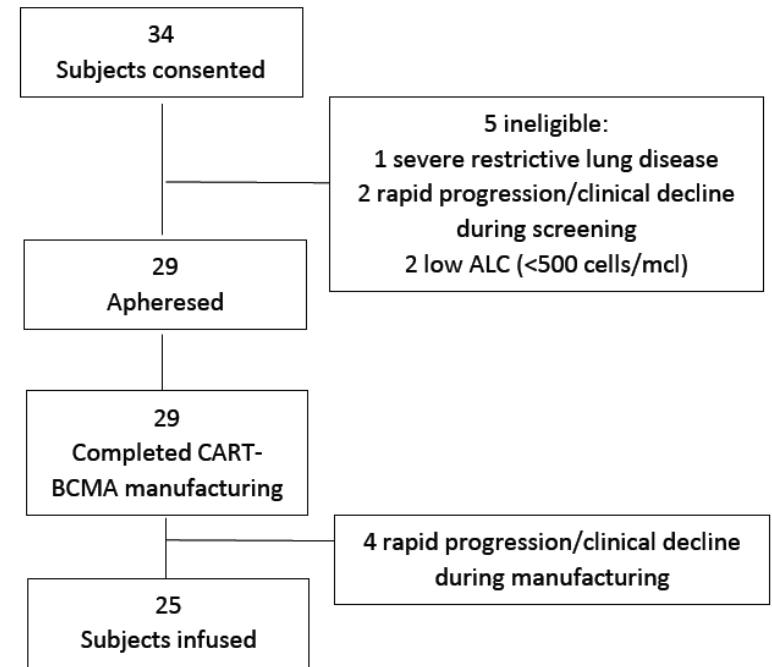 34
Subjects consented
5 ineligible:
1 severe restrictive lung disease
2 rapid progression/clinical decline
during screening
2 low ALC (<500 cells/mcl)
29
Apheresed
29
Completed CART-
BCMA manufacturing
4 rapid progression/clinical decline
during manufacturing
25
Subjects infused